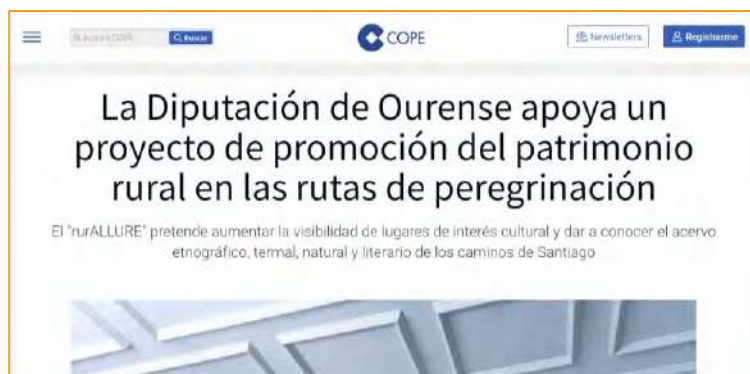 Buscar
COPE
Newsletters
Registrarme
La Diputación de Ourense apoya un
proyecto de promoción del patrimonio
rural en las rutas de peregrinación
El "rurALLURE" pretende aumentar la visibilidad de lugares de interés cultural y dar a conocer el acervo
etnográfico, termal, natural y literario de los caminos de Santiago